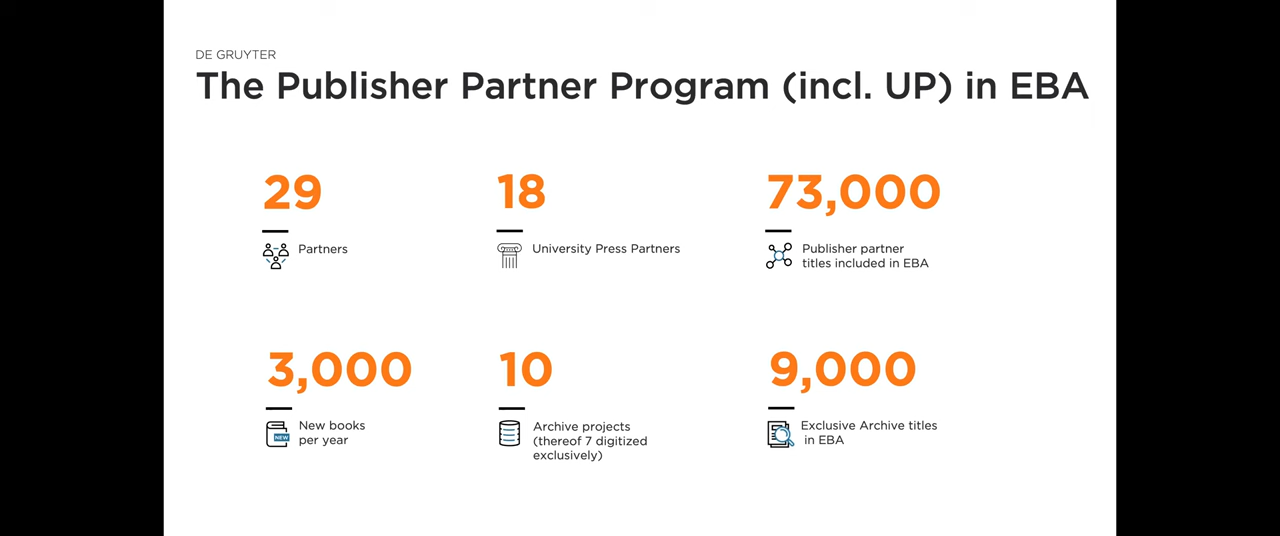 DE GRUYTER
The Publisher Partner Program (incl. UP) in EBA
29
Partners
18
University Press Partners
73,000
Publisher partner
titles included in EBA
3,000
NEW
New books
per year
10
Archive projects
(thereof 7 digitized
exclusively)
9,000
Exclusive Archive titles
in EBA